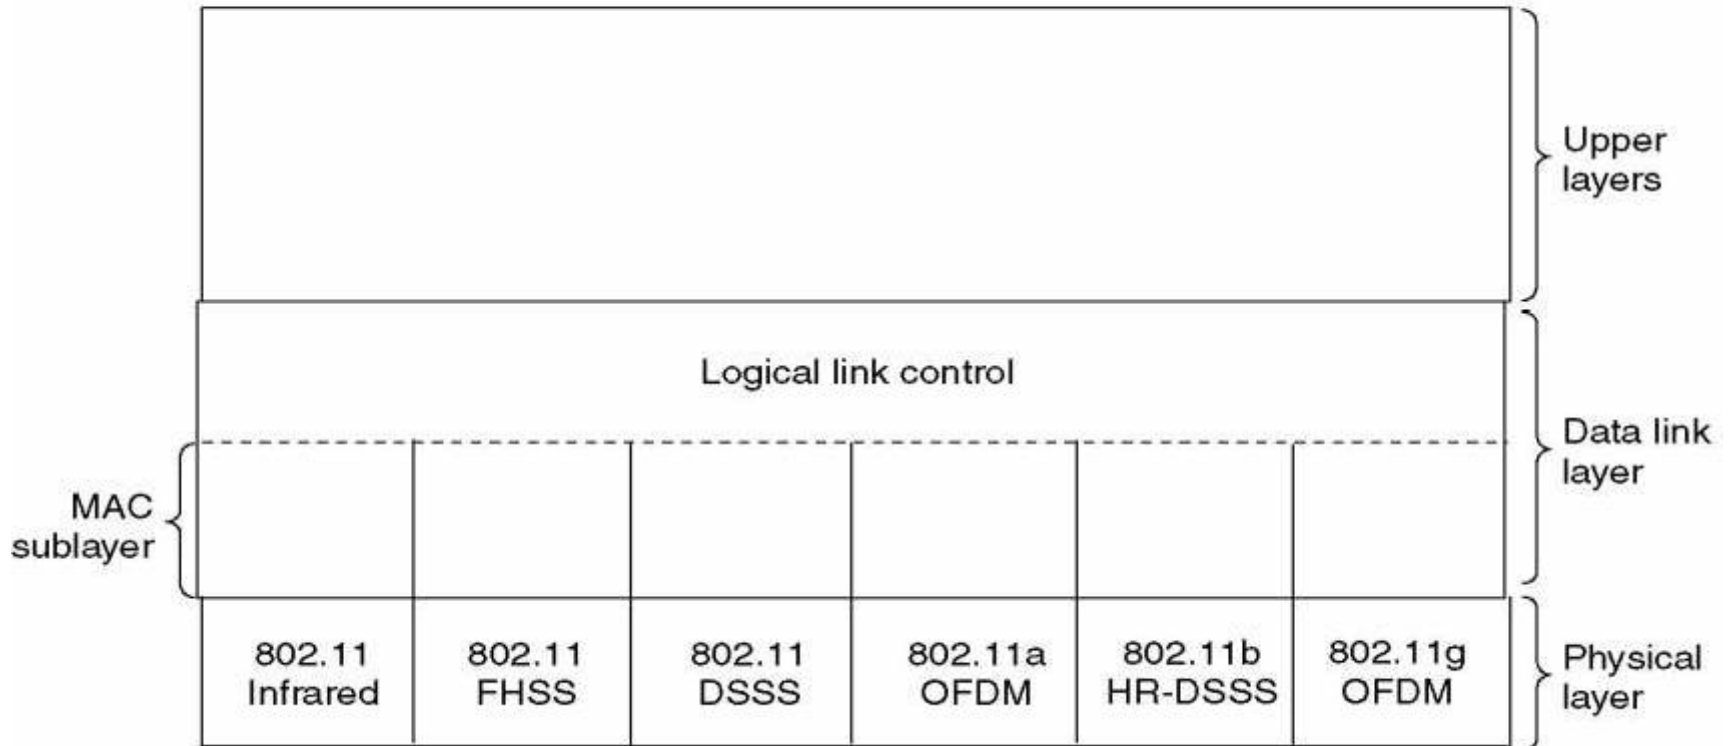 Upper
layers
Logical link control
Data link
layer
MAC
sublayer
802.11
Infrared
802.11
FHSS
802.11
DSSS
802.11a
OFDM
802.11b
HR-DSSS
802.11g
OFDM
Physical
layer